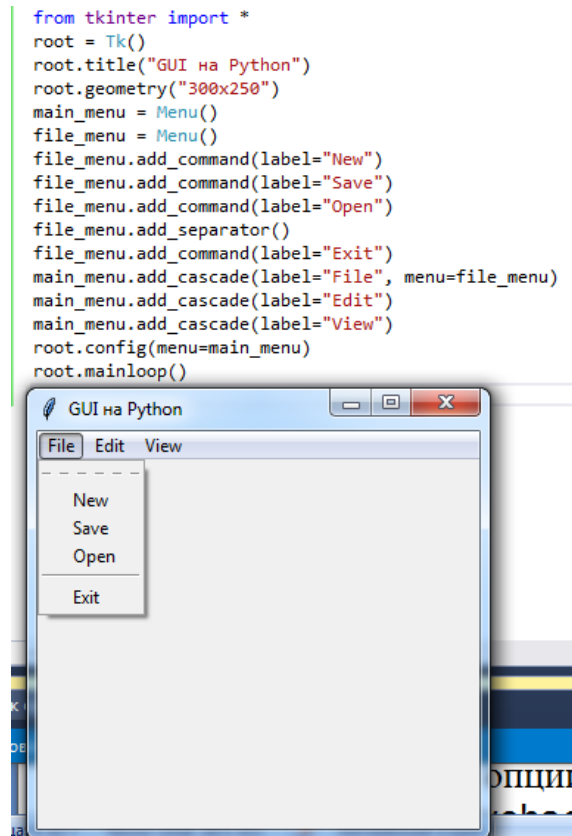 from tkinter import *
root = Tk()
root.title("GUI на Python")
root.geometry("300x250")
main_menu = Menu()
file_menu = Menu()
file_menu.add_command(label="New")
file_menu.add_command(label="Save")
file_menu.add_command(label="Open")
file_menu.add_separator()
file_menu.add_command(label="Exit")
main_menu.add_cascade(label="File", menu=file_menu)
main_menu.add_cascade(label="Edit")
main_menu.add_cascade(label="View")
root.config(menu=main_menu)
root.mainloop()
GUI на Python
File Edit View
New
Save
Open
Exit